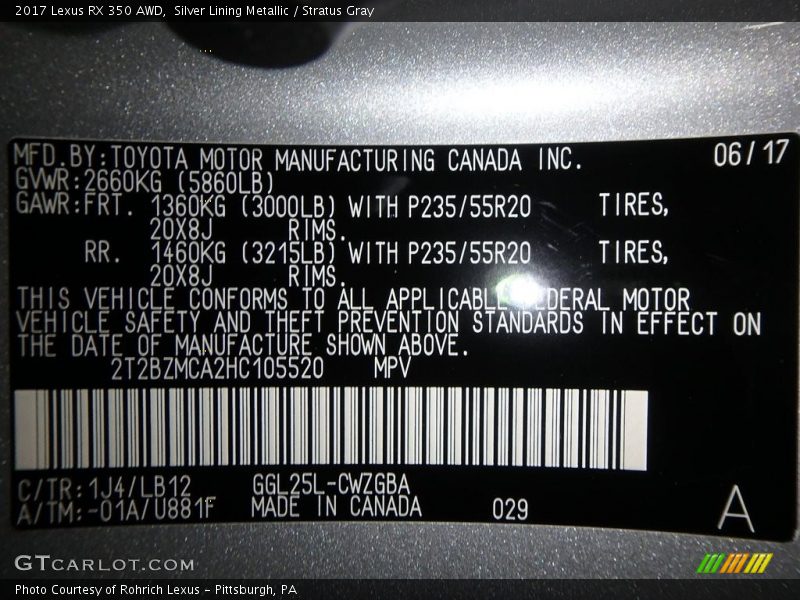 2017 Lexus RX 350 AWD, Silver Lining Metallic / Stratus Gray
MFD.BY:TOYOTA MOTOR MANUFACTURING CANADA INC. 06/17
GVWR:2660KG (5860LB)
GAWR:FRT. 1360KG (3000LB) WITH P235/55R20 TIRES,
20X8J RIMS.
RR. 1460KG (3215LB) WITH P235/55R20 TIRES,
20X8J RIMS.
THIS VEHICLE CONFORMS TO ALL APPLICABLE FEDERAL MOTOR
VEHICLE SAFETY AND THEFT PREVENTION STANDARDS IN EFFECT ON
THE DATE OF MANUFACTURE SHOWN ABOVE.
2T2BZMCA2HC105520 MPV
C/TR:1J4/LB12 GGL25L-CWZGBA
A/TM:-01A/U881F MADE IN CANADA 029 A
GTCARLOT.COM
Photo Courtesy of Rohrich Lexus - Pittsburgh, PA